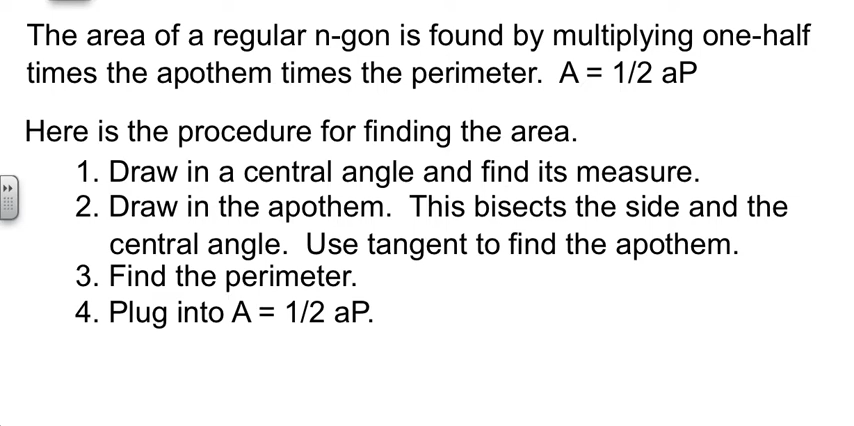 The area of a regular n-gon is found by multiplying one-half
times the apothem times the perimeter.  A = 1/2 aP
Here is the procedure for finding the area.
1. Draw in a central angle and find its measure.
2. Draw in the apothem.  This bisects the side and the
central angle.  Use tangent to find the apothem.
3. Find the perimeter.
4. Plug into A = 1/2 aP.